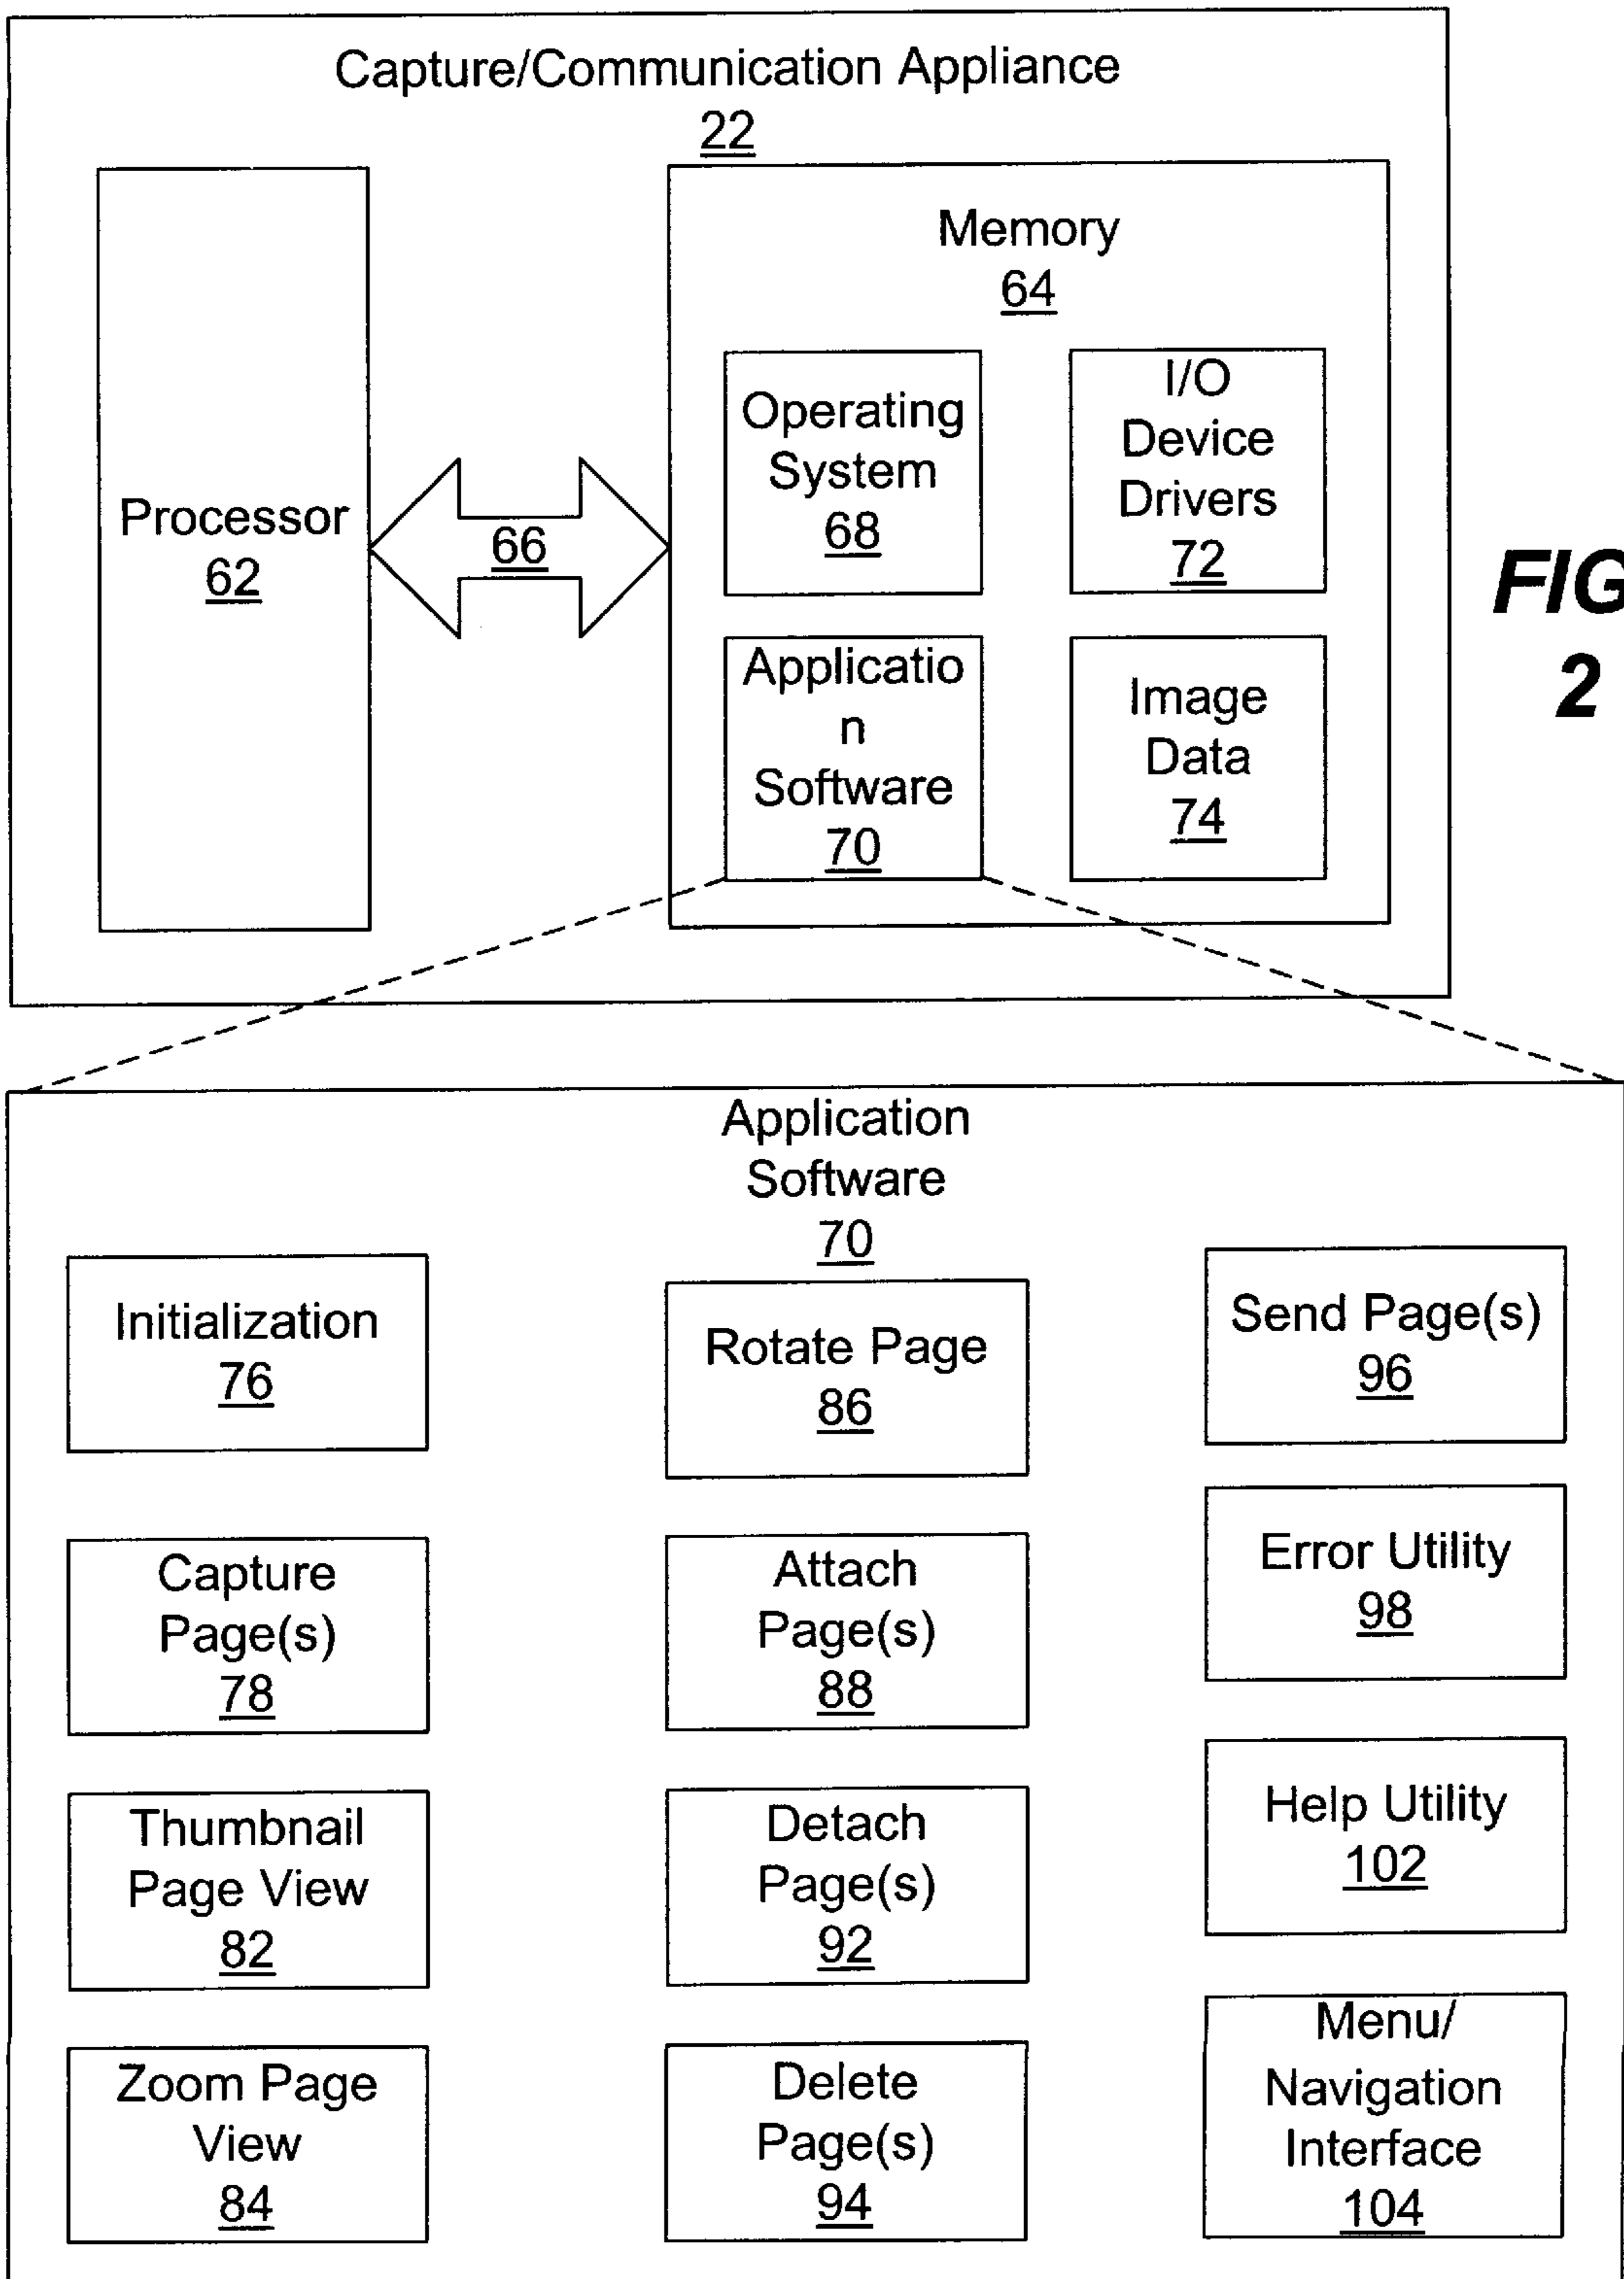 Capture/Communication Appliance
22
Processor
62
66
Memory
64
Operating
System
68
I/O
Device
Drivers
72
Applicatio
n
Software
70
Image
Data
74
FIG
2
Application
Software
70
Initialization
76
Capture
Page(s)
78
Thumbnail
Page View
82
Zoom Page
View
84
Rotate Page
86
Attach
Page(s)
88
Detach
Page(s)
92
Delete
Page(s)
94
Send Page(s)
96
Error Utility
98
Help Utility
102
Menu/
Navigation
Interface
104